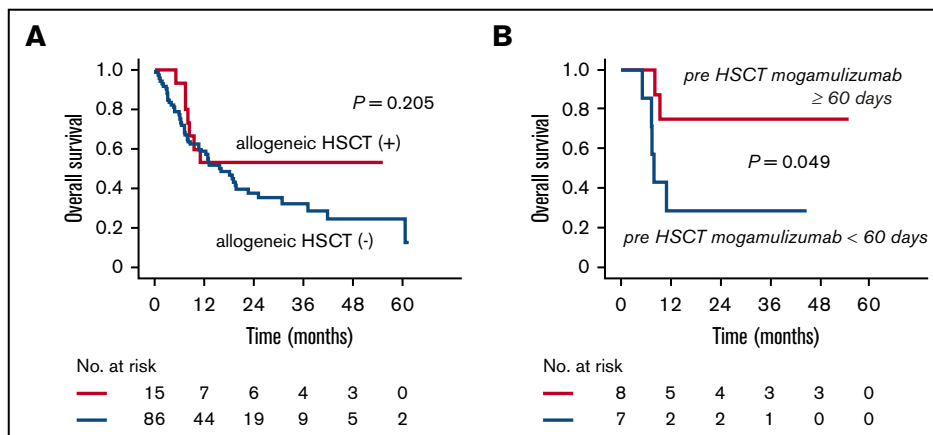 A
Overall survival
1.0
0.8
0.6
0.4
0.2
0
P = 0.205
allogeneic HSCT (+)
allogeneic HSCT (-)
0 12 24 36 48 60
Time (months)
No. at risk
15 7 6 4 3 0
86 44 19 9 5 2
B
Overall survival
1.0
0.8
0.6
0.4
0.2
0
pre HSCT mogamulizumab
≥ 60 days
P = 0.049
pre HSCT mogamulizumab < 60 days
0 12 24 36 48 60
Time (months)
No. at risk
8 5 4 3 3 0
7 2 2 1 0 0